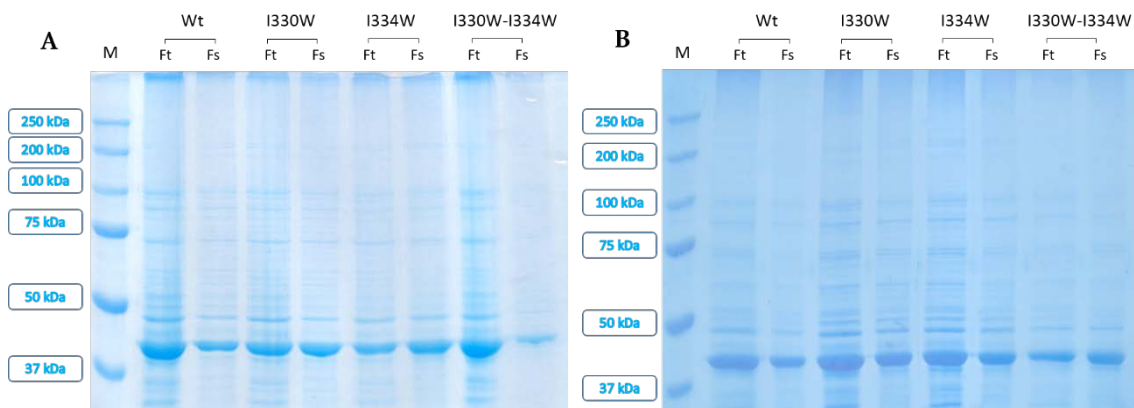 A
Wt I330W I334W I330W-I334W
M Ft Fs Ft Fs Ft Fs Ft Fs
250 kDa
200 kDa
100 kDa
75 kDa
50 kDa
37 kDa
B
Wt I330W I334W I330W-I334W
M Ft Fs Ft Fs Ft Fs Ft Fs
250 kDa
200 kDa
100 kDa
75 kDa
50 kDa
37 kDa